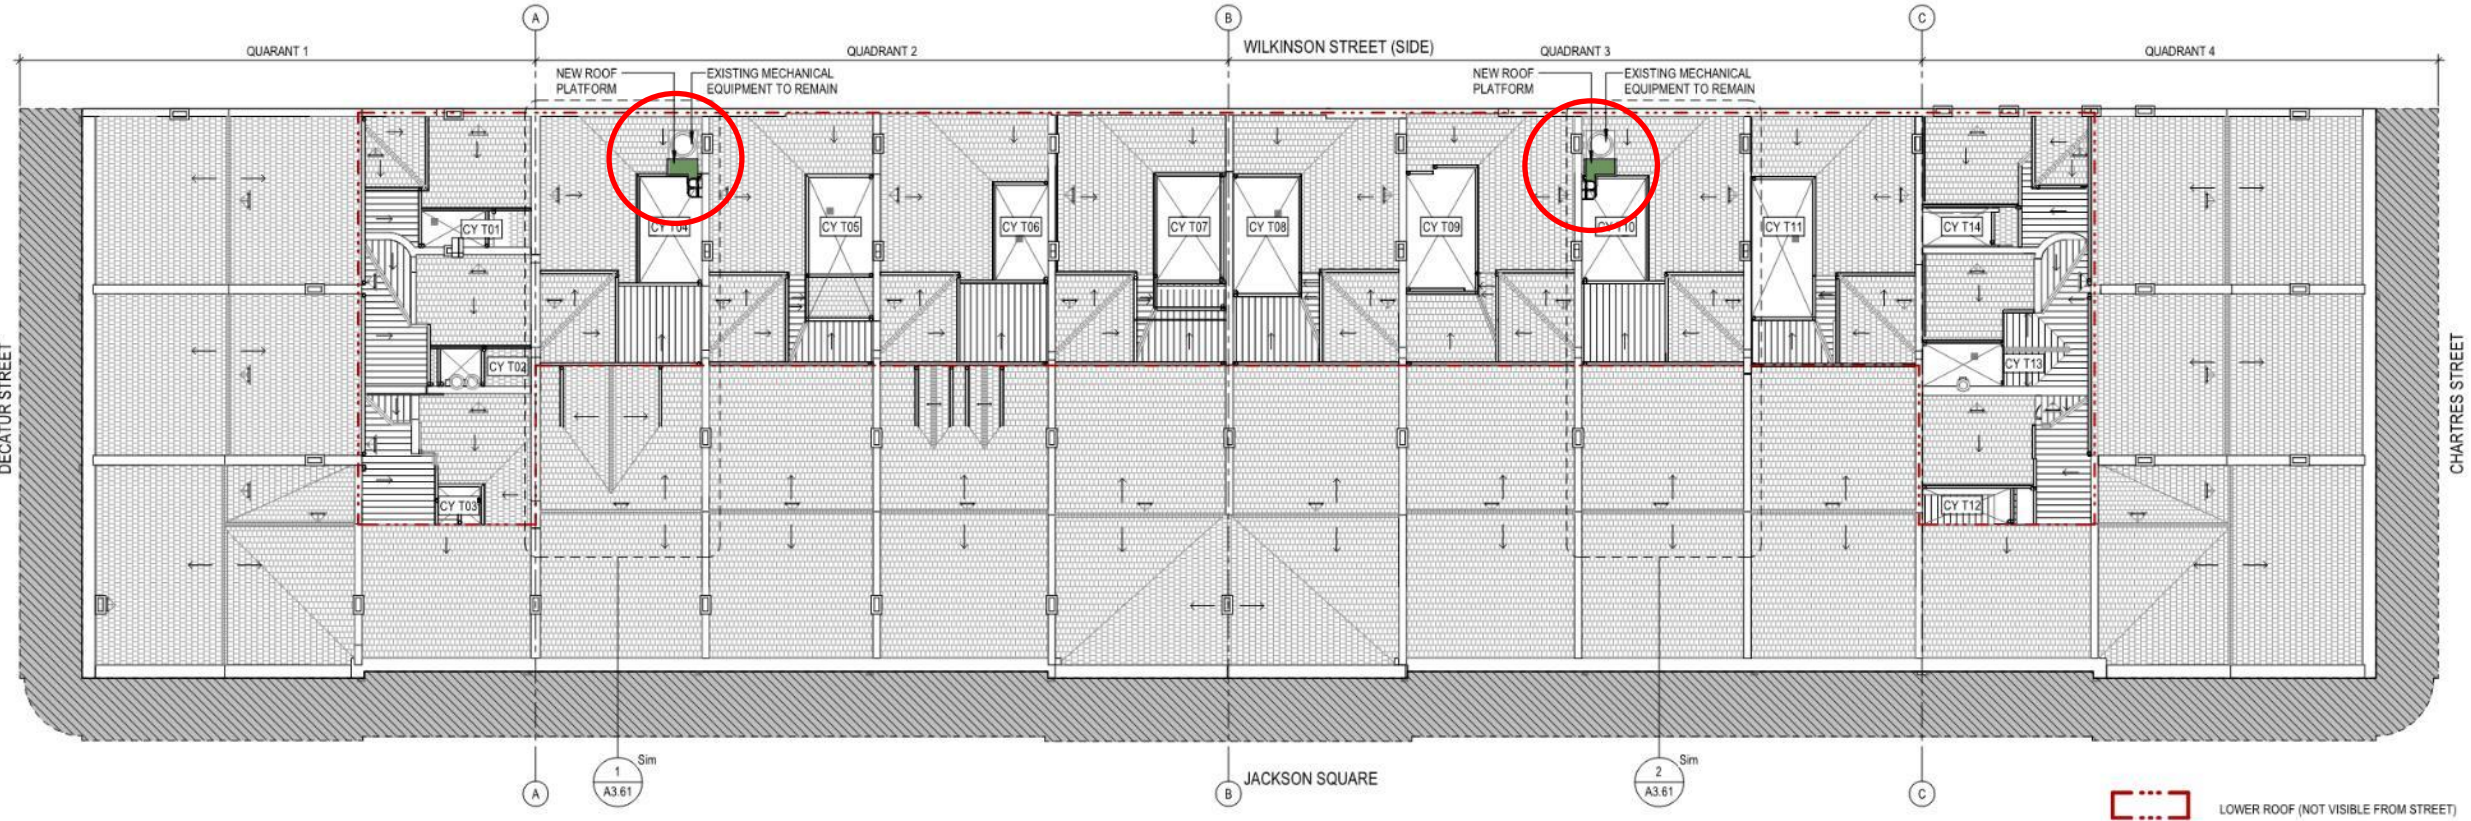 A
B
C
QUARANT 1
QUADRANT 2
WILKINSON STREET (SIDE)
QUADRANT 3
QUADRANT 4
NEW ROOF
PLATFORM
EXISTING MECHANICAL
EQUIPMENT TO REMAIN
NEW ROOF
PLATFORM
EXISTING MECHANICAL
EQUIPMENT TO REMAIN
CY T01
CY T04
CY T05
CY T06
CY T07
CY T08
CY T09
CY T10
CY T11
CY T14
CY T02
CY T13
CY T03
CY T12
DECATUR STREET
CHARTRES STREET
1
A3.61
Sim
2
A3.61
Sim
JACKSON SQUARE
A
B
C
LOWER ROOF (NOT VISIBLE FROM STREET)